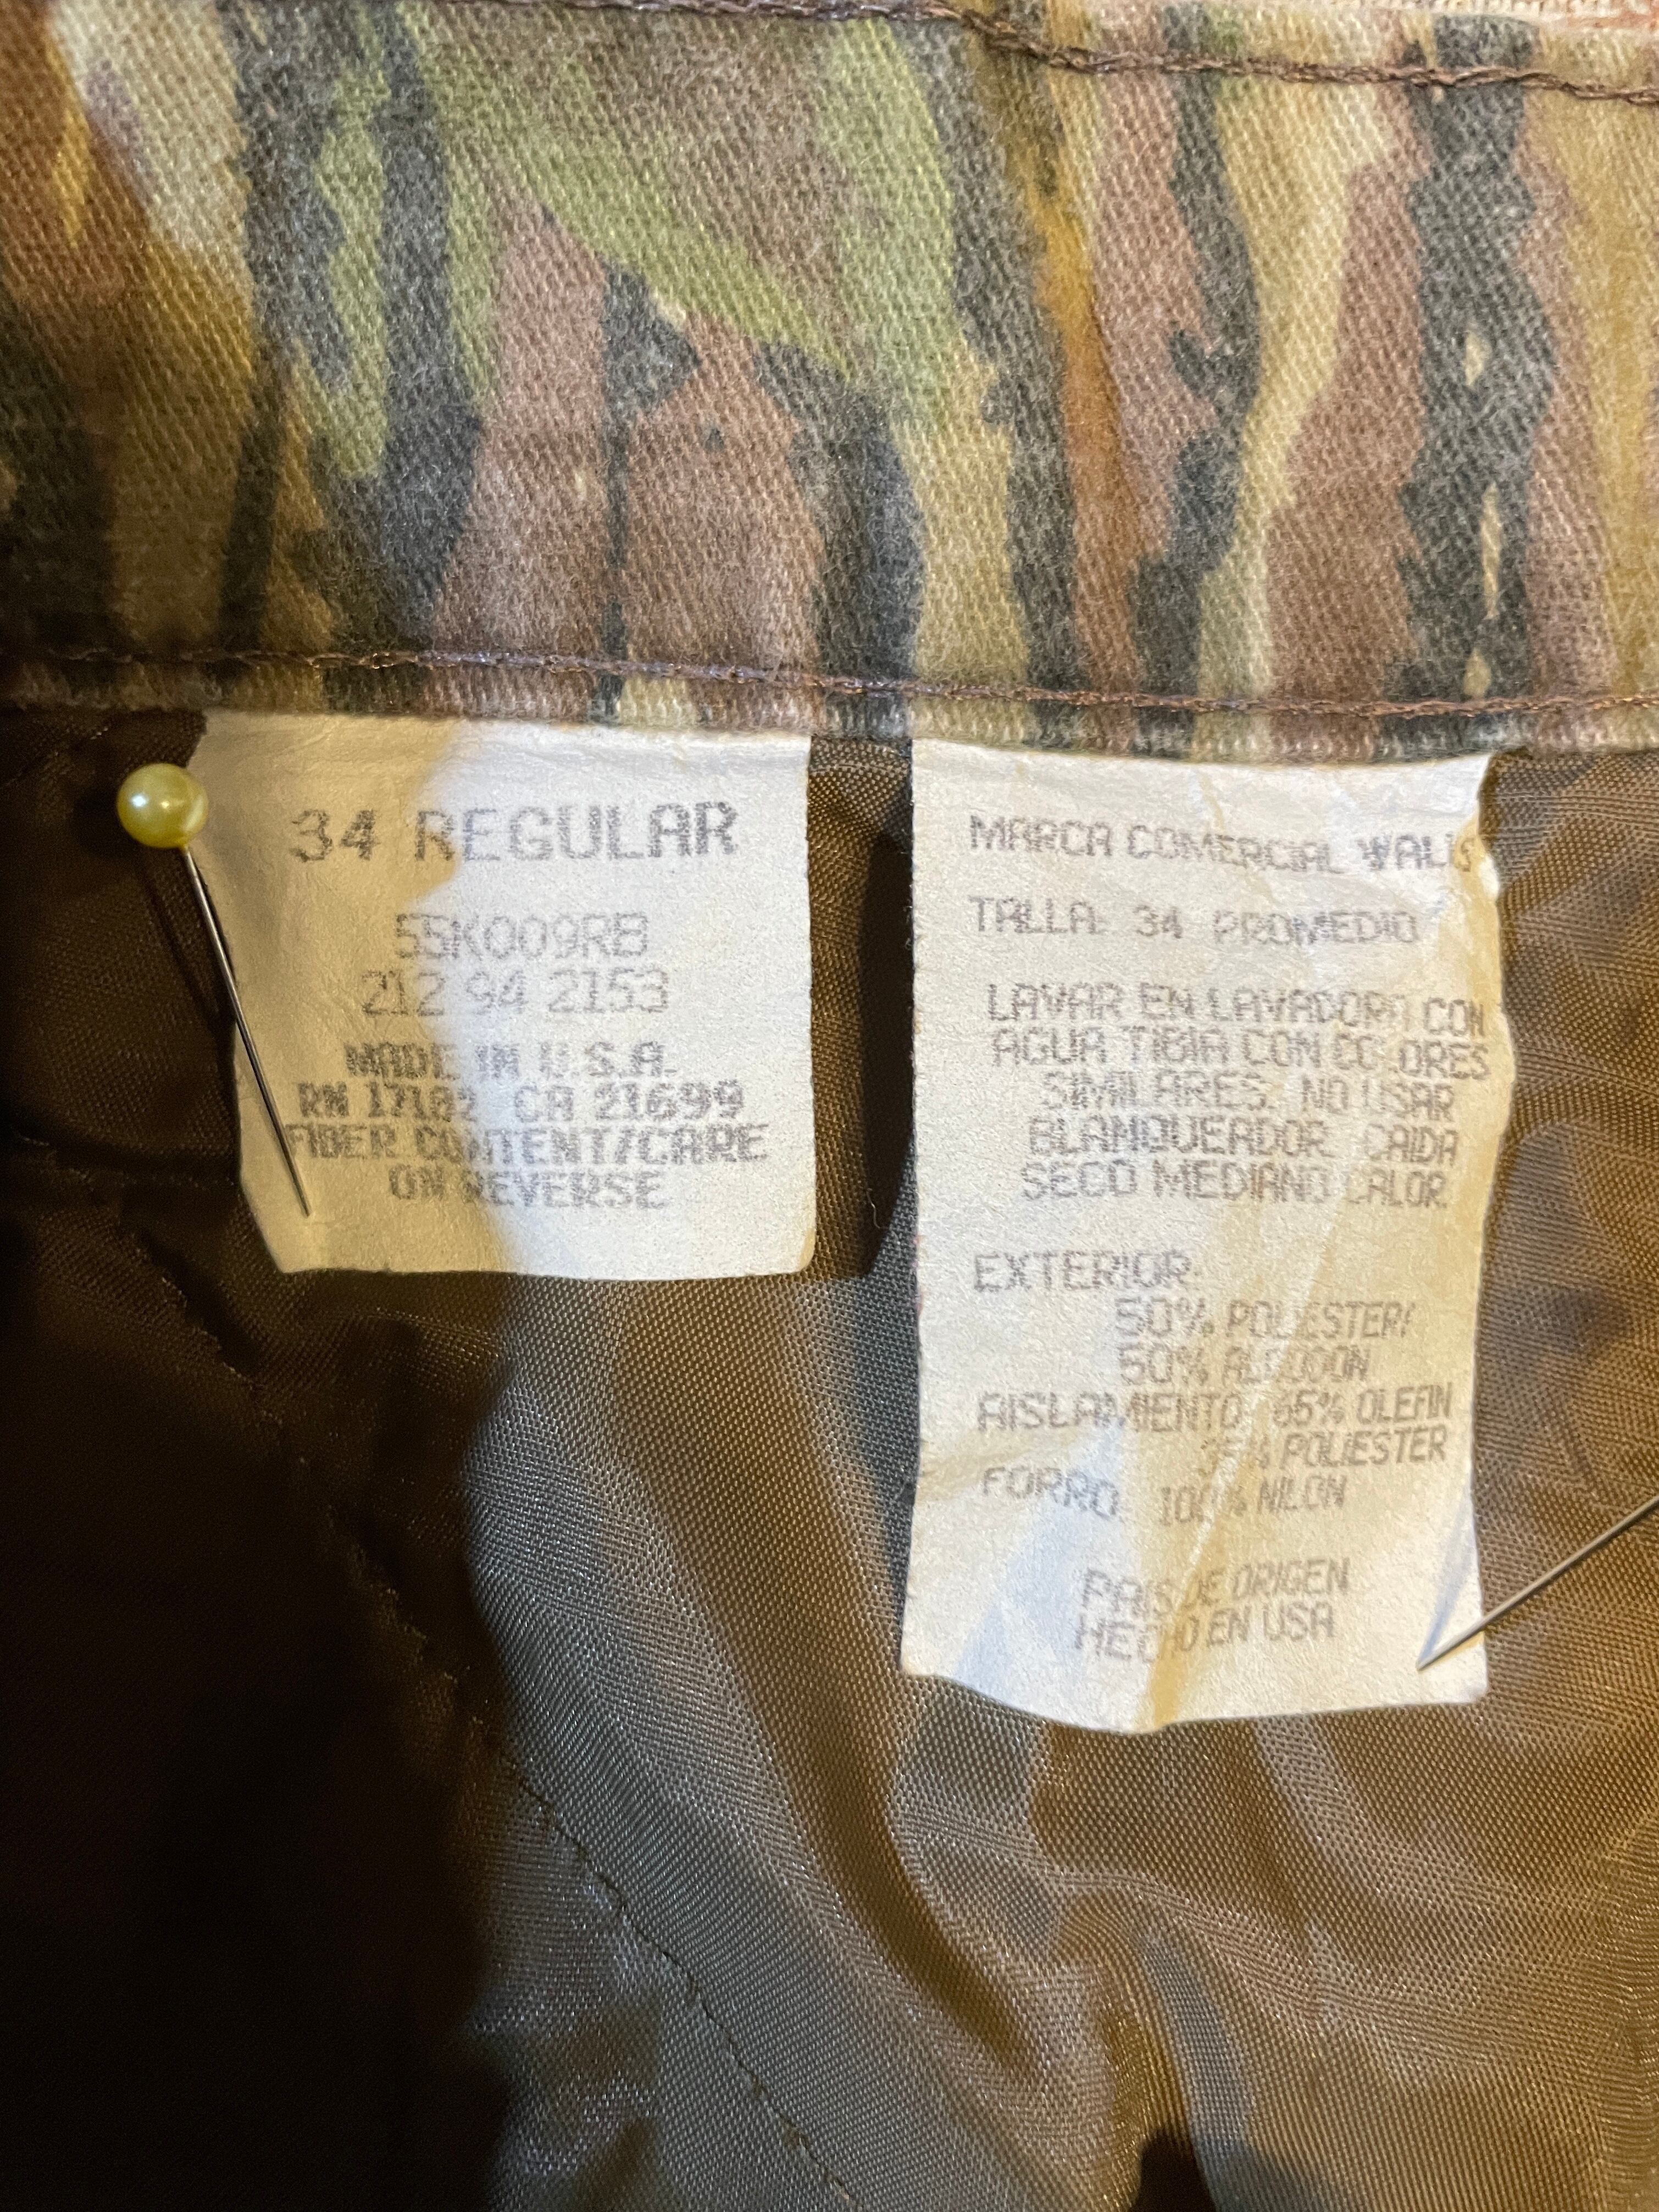 34 REGULAR
55K009RB
212 94 2153
MADE IN U.S.A.
RN 17182 CA 21699
FIBER CONTENT/CARE
ON REVERSE
MARCA COMERCIAL WALLS
TALLA: 34 PROMEDIO
LAVAR EN LAVADORA CON
AGUA TIBIA CON COLORES
SIMILARES. NO USAR
BLANQUEADOR. CAIDA
SECO MEDIANO CALOR.
EXTERIOR:
50% POLIESTER/
50% ALGODON
AISLAMIENTO: 65% OLEFIN
35% POLIESTER
FORRO: 100% NILON
PAIS DE ORIGEN
HECHO EN USA